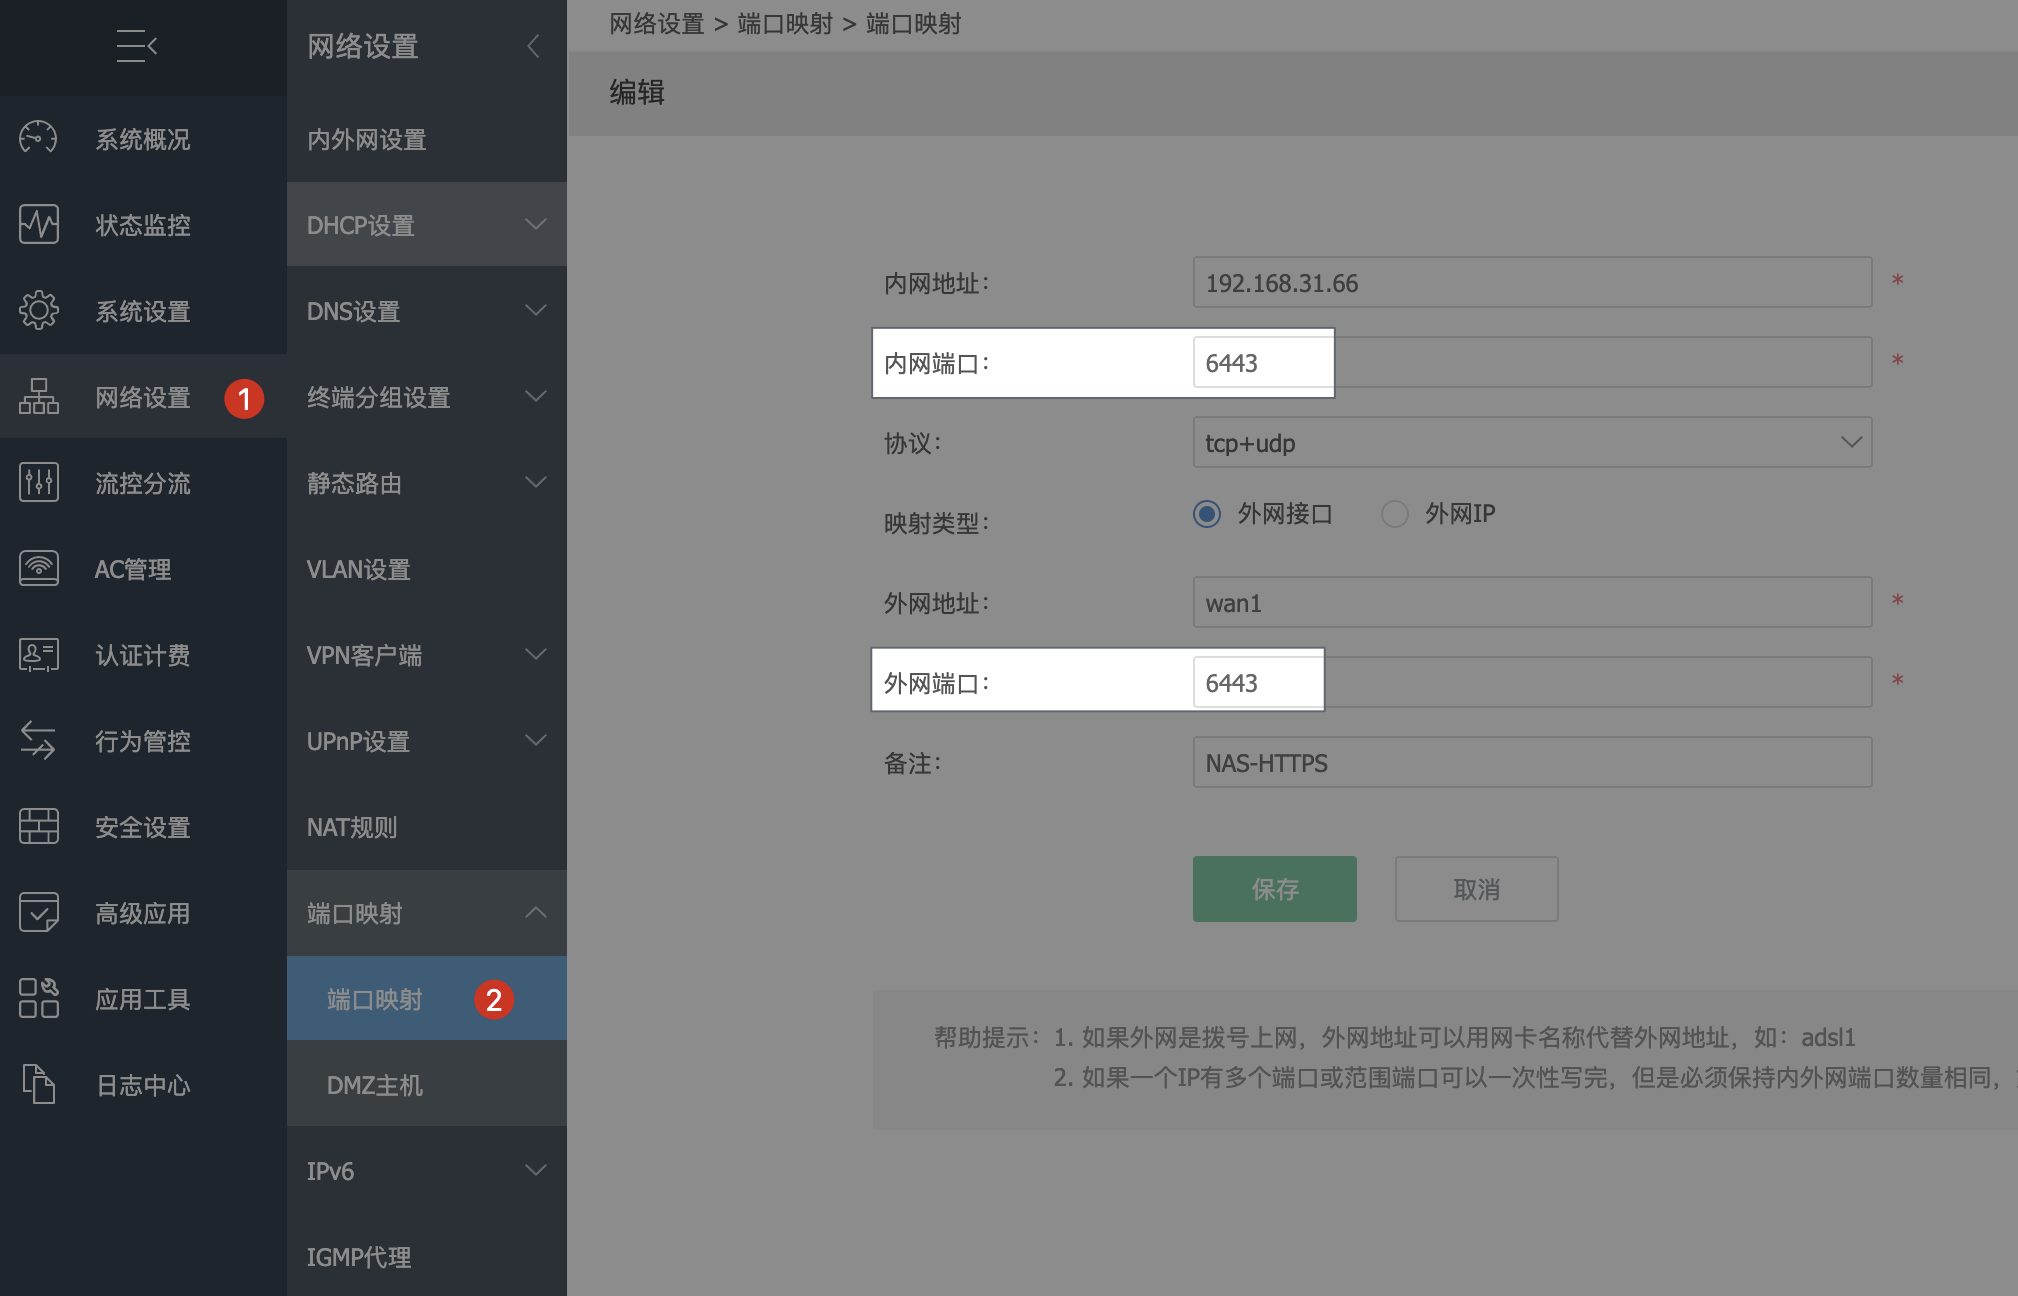 系统概况
状态监控
系统设置
网络设置
1
流控分流
AC管理
认证计费
行为管控
安全设置
高级应用
应用工具
日志中心
网络设置
内外网设置
DHCP设置
DNS设置
终端分组设置
静态路由
VLAN设置
VPN客户端
UPnP设置
NAT规则
端口映射
端口映射
2
DMZ主机
IPv6
IGMP代理
网络设置 > 端口映射 > 端口映射
编辑
内网地址： 192.168.31.66 *
内网端口： 6443 *
协议： tcp+udp
映射类型： 外网接口 外网IP
外网地址： wan1 *
外网端口： 6443 *
备注： NAS-HTTPS
保存 取消
帮助提示： 1. 如果外网是拨号上网，外网地址可以用网卡名称代替外网地址，如：adsl1
2. 如果一个IP有多个端口或范围端口可以一次性写完，但是必须保持内外网端口数量相同，